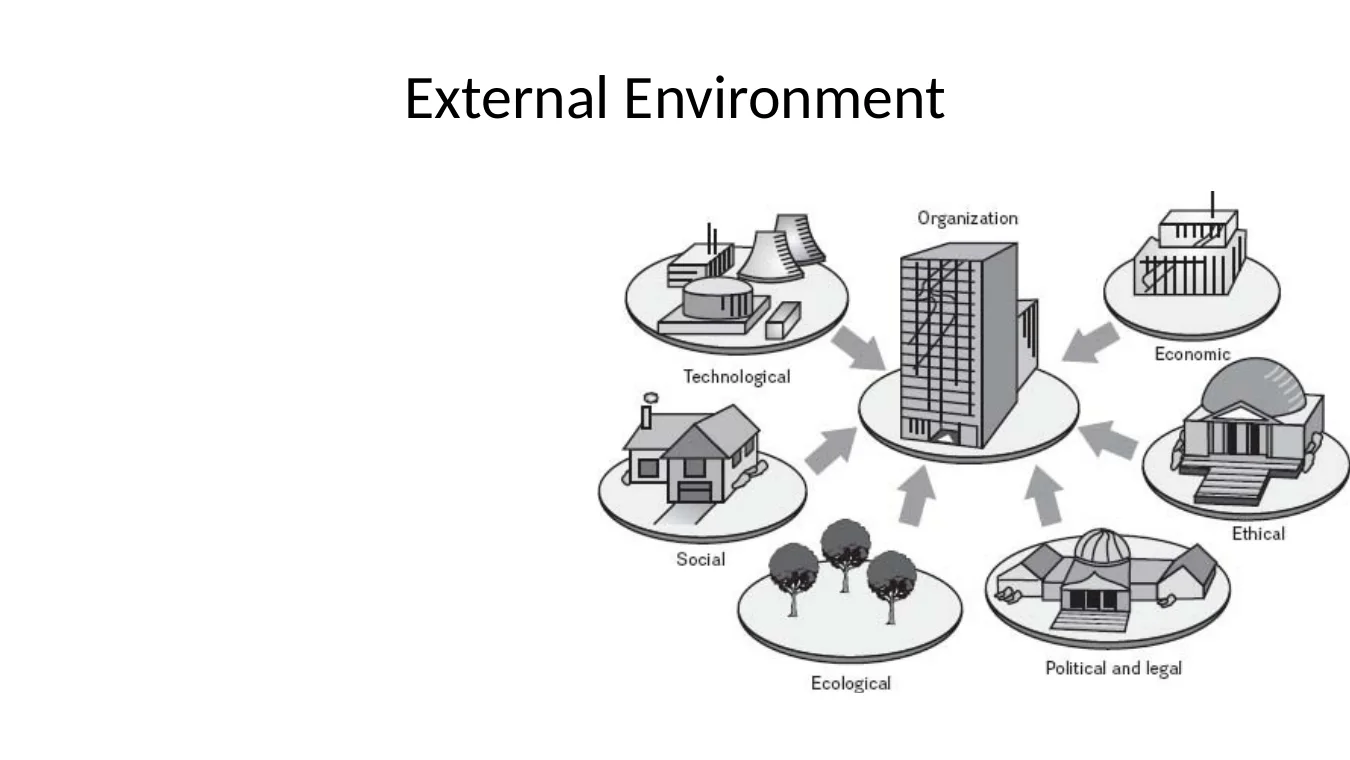 External Environment
Organization
Economic
Technological
Ethical
Social
Political and legal
Ecological